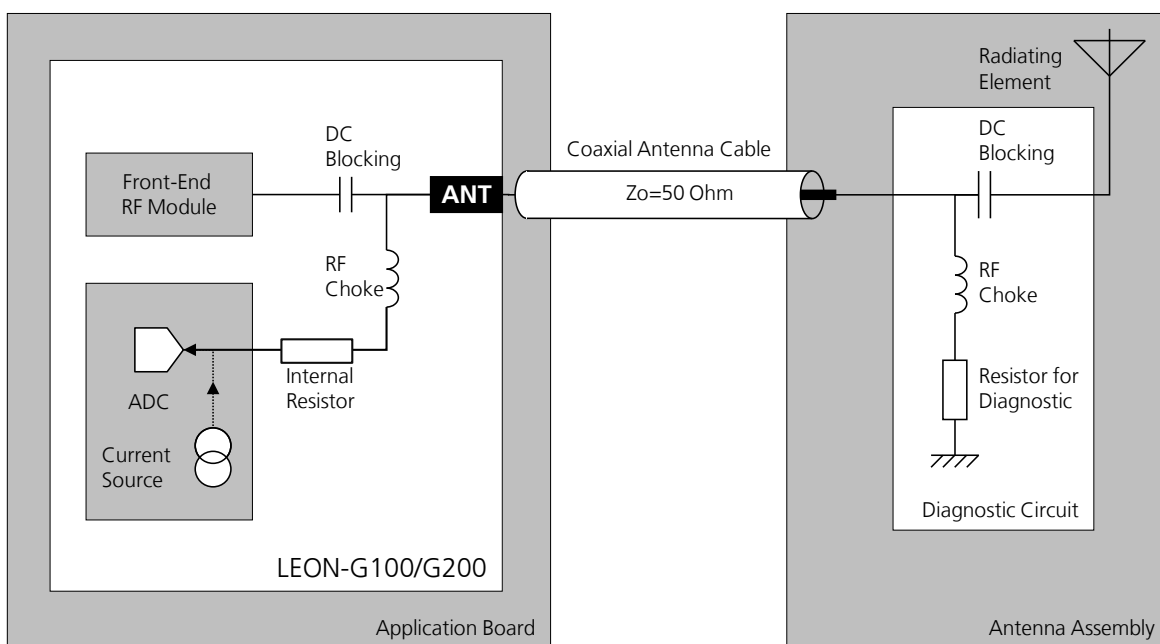 DC
Blocking
Front-End
RF Module
ANT
RF
Choke
ADC
Internal
Resistor
Current
Source
LEON-G100/G200
Application Board
Coaxial Antenna Cable
Zo=50 Ohm
Radiating
Element
DC
Blocking
RF
Choke
Resistor for
Diagnostic
Diagnostic Circuit
Antenna Assembly